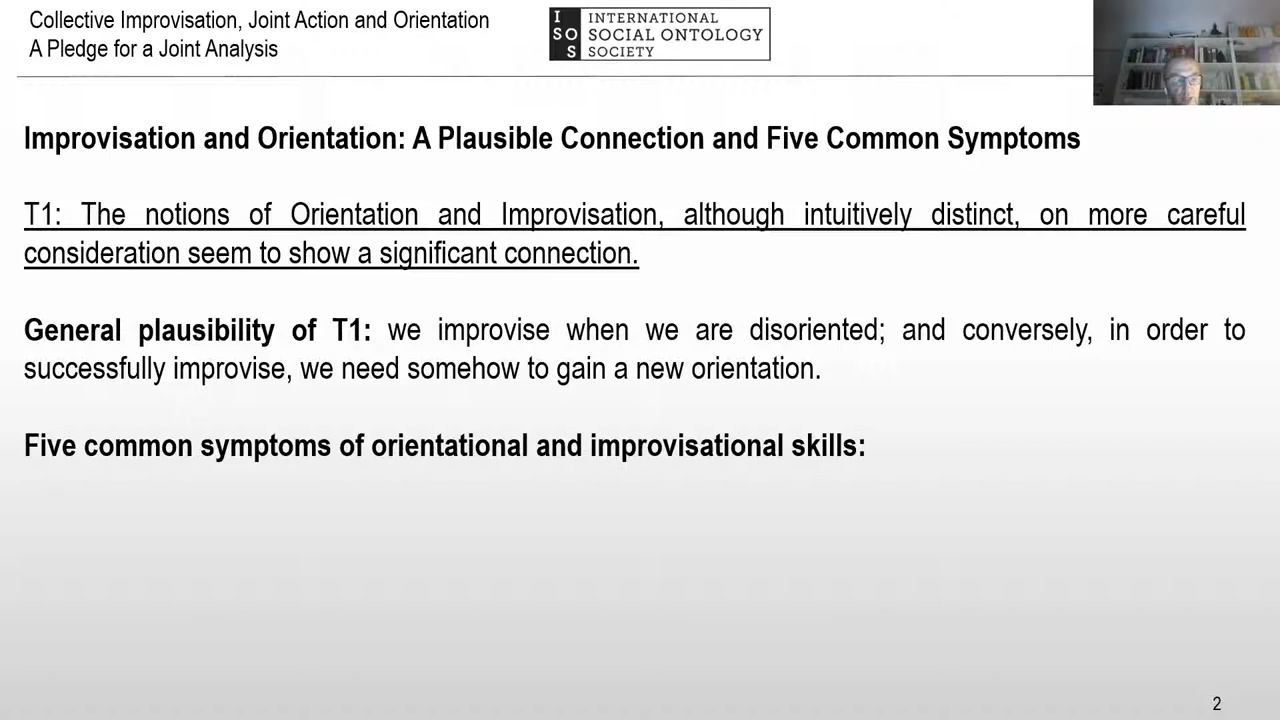 Collective Improvisation, Joint Action and Orientation
A Pledge for a Joint Analysis
I
SO
S
INTERNATIONAL
SOCIAL ONTOLOGY
SOCIETY
Improvisation and Orientation: A Plausible Connection and Five Common Symptoms
T1: The notions of Orientation and Improvisation, although intuitively distinct, on more careful
consideration seem to show a significant connection.
General plausibility of T1: we improvise when we are disoriented; and conversely, in order to
successfully improvise, we need somehow to gain a new orientation.
Five common symptoms of orientational and improvisational skills:
2